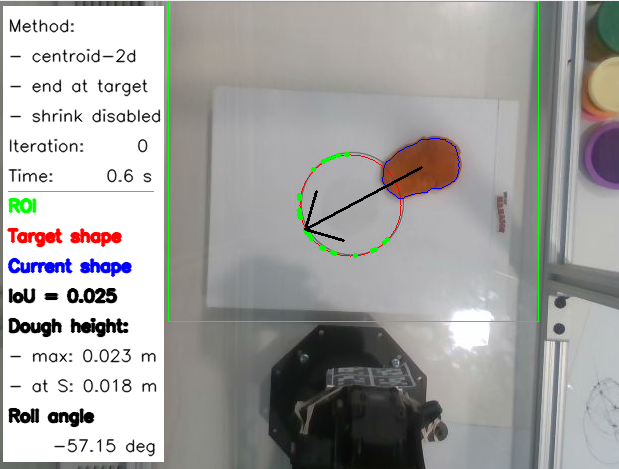 Method:
- centroid-2d
- end at target
- shrink disabled
Iteration: 0
Time: 0.6 s
ROI
Target shape
Current shape
IoU = 0.025
Dough height:
- max: 0.023 m
- at S: 0.018 m
Roll angle
-57.15 deg